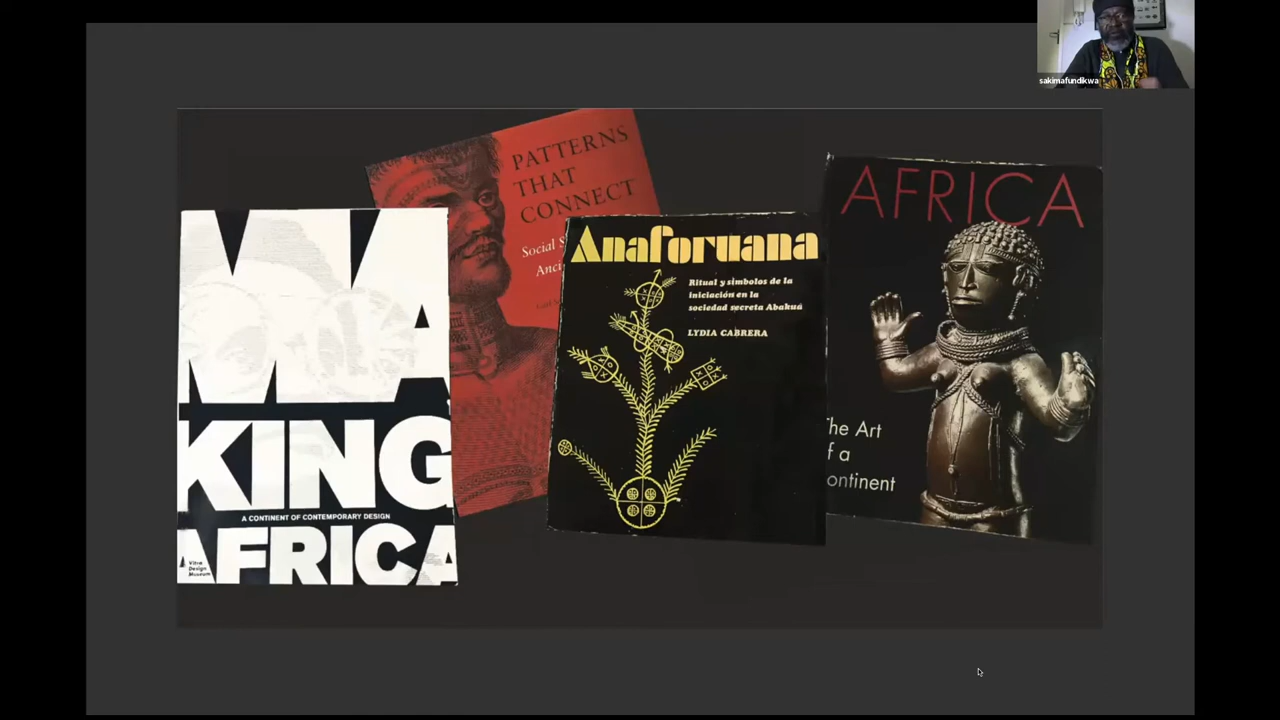 sakimafundikwa
MA
KING
A CONTINENT OF CONTEMPORARY DESIGN
AFRICA
Vitra
Design
Museum
PATTERNS
THAT
CONNECT
Social S
Anci
Anaforuana
Ritual y símbolos de la
iniciación en la
sociedad secreta Abakuá
LYDIA CABRERA
AFRICA
The Art
f a
ontinent